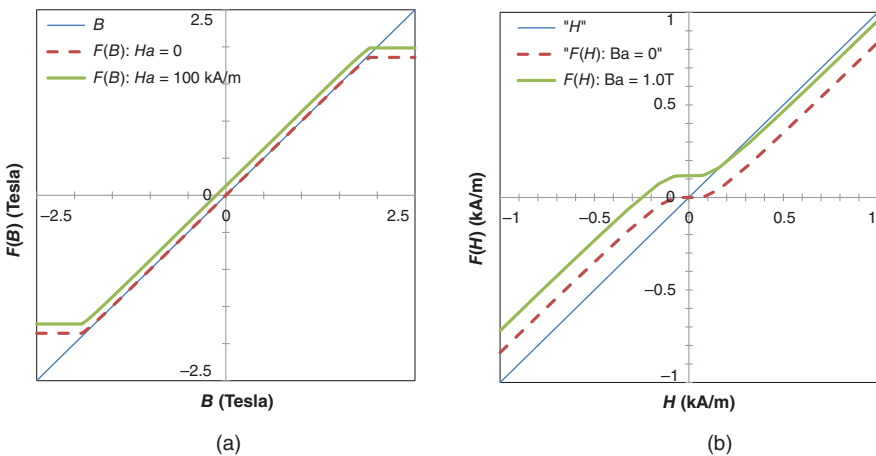 2.5
B
F(B): Ha = 0
F(B): Ha = 100 kA/m
F(B) (Tesla)
0
−2.5
0
2.5
−2.5
B (Tesla)
(a)
1
"H"
"F(H): Ba = 0"
F(H): Ba = 1.0T
0.5
F(H) (kA/m)
0
−1
−0.5
0
0.5
1
−0.5
−1
H (kA/m)
(b)